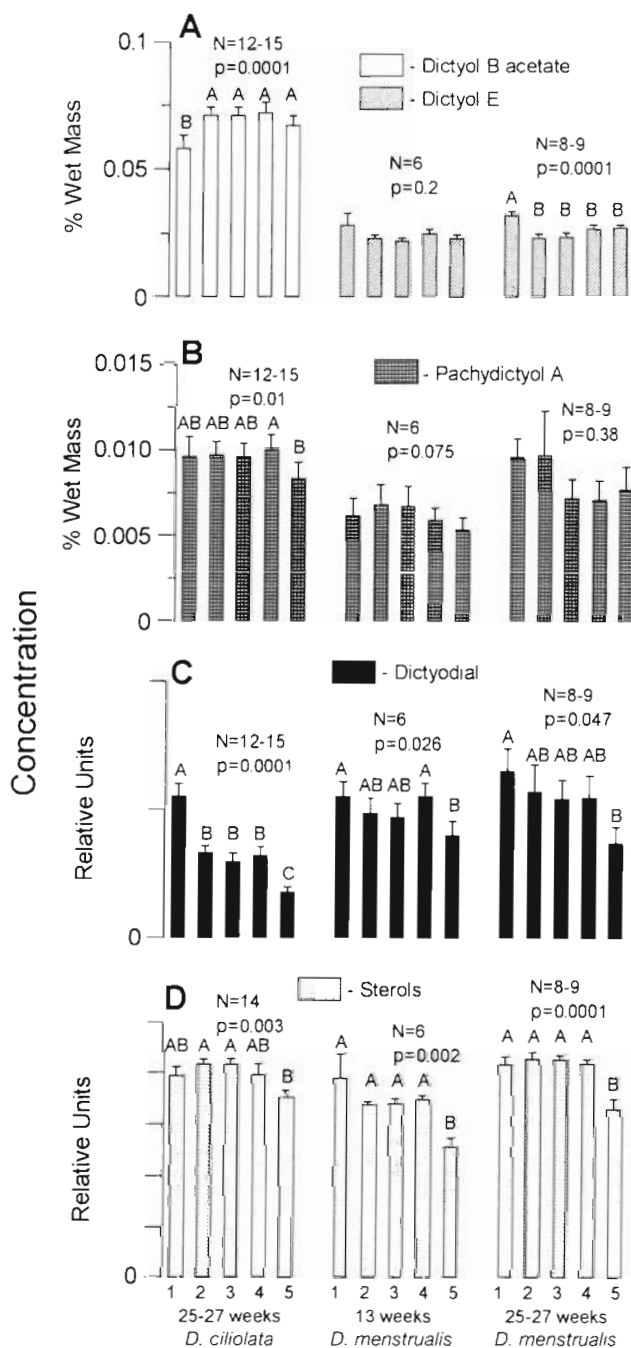 Concentration
A
% Wet Mass
0.1
0.05
0
N=12-15
p=0.0001
- Dictyol B acetate
- Dictyol E
B A A A A
N=6
p=0.2
N=8-9
p=0.0001
A B B B B
B
% Wet Mass
0.015
0.010
0.005
0
- Pachydictyol A
N=12-15
p=0.01
AB AB AB A B
N=6
p=0.075
N=8-9
p=0.38
C
Relative Units
0
- Dictyodial
N=12-15
p=0.0001
A B B B C
N=6
p=0.026
A AB AB A B
N=8-9
p=0.047
A AB AB AB B
D
Relative Units
0
- Sterols
N=14
p=0.003
AB A A AB B
N=6
p=0.002
A A A A B
N=8-9
p=0.0001
A A A A B
1 2 3 4 5 1 2 3 4 5 1 2 3 4 5
25-27 weeks 13 weeks 25-27 weeks
D. ciliolata D. menstrualis D. menstrualis